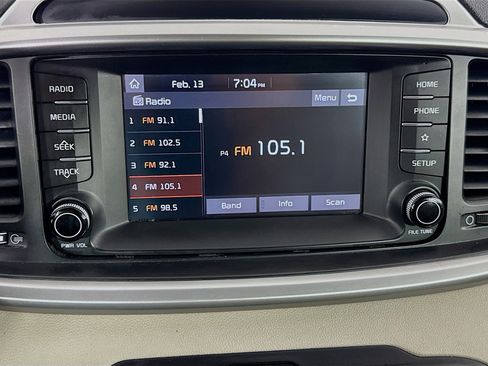 RADIO
MEDIA
SEEK
TRACK
PWR VOL
Feb. 13 7:04 PM
Radio Menu
1 FM 91.1
2 FM 102.5
3 FM 92.1
4 FM 105.1
5 FM 98.5
P4 FM 105.1
Band Info Scan
HOME
PHONE
SETUP
FILE TUNE